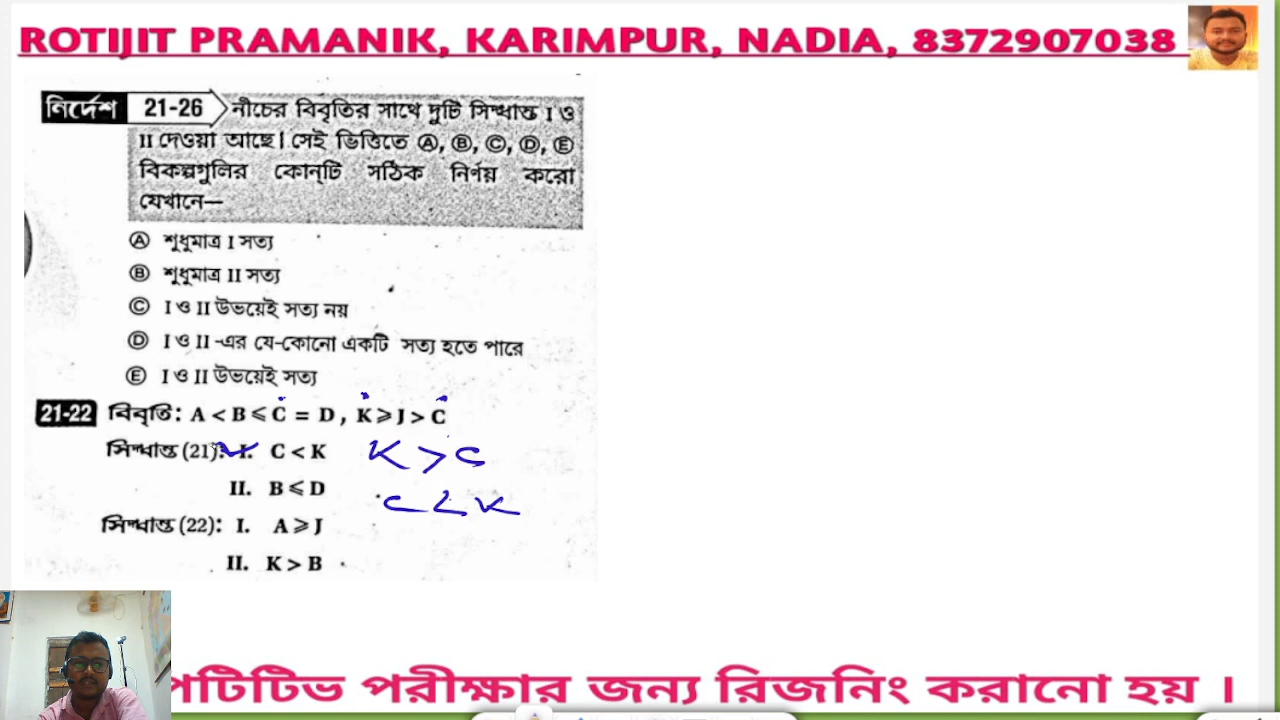 ROTIJIT PRAMANIK, KARIMPUR, NADIA, 8372907038
নির্দেশ 21-26 নীচের বিবৃতির সাথে দুটি সিদ্ধান্ত I ও
II দেওয়া আছে। সেই ভিত্তিতে Ⓐ, Ⓑ, Ⓒ, Ⓓ, Ⓔ
বিকল্পগুলির কোন্‌টি সঠিক নির্ণয় করো
যেখানে—
Ⓐ শুধুমাত্র I সত্য
Ⓑ শুধুমাত্র II সত্য
Ⓒ I ও II উভয়েই সত্য নয়
Ⓓ I ও II -এর যে-কোনো একটি সত্য হতে পারে
Ⓔ I ও II উভয়েই সত্য
21-22 বিবৃতি: A < B ⩽ C = D, K ⩾ J > C
সিদ্ধান্ত (21): I. C < K
K > C
II. B ⩽ D
C < K
সিদ্ধান্ত (22): I. A ⩾ J
II. K > B
পটিটিভ পরীক্ষার জন্য রিজনিং করানো হয় ।